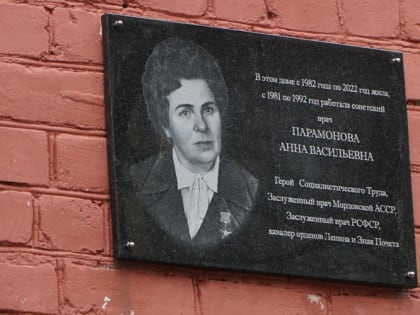 В этом доме с 1982 года по 2022 год жила,
с 1981 по 1992 год работала советский
врач
ПАРАМОНОВА
АННА ВАСИЛЬЕВНА
Герой Социалистического Труда,
Заслуженный врач Мордовской АССР,
Заслуженный врач РСФСР,
кавалер орденов Ленина и Знак Почета